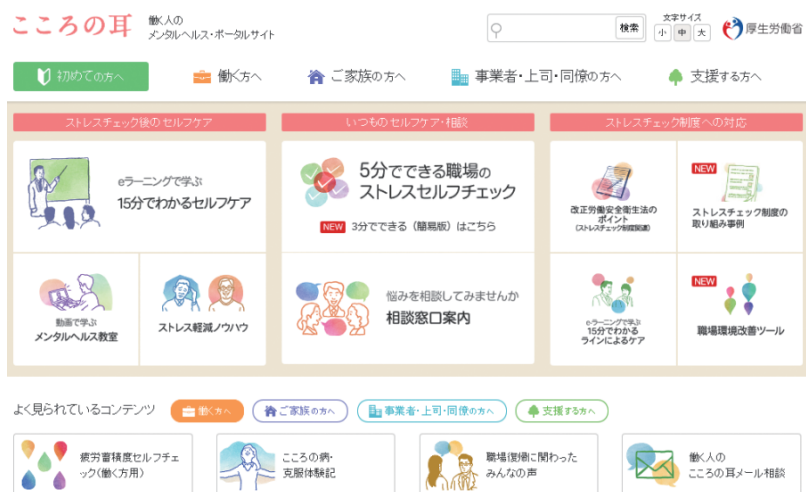 こころの耳
働く人の
メンタルヘルス・ポータルサイト
検索
文字サイズ
小 中 大
厚生労働省
初めての方へ
働く方へ
ご家族の方へ
事業者・上司・同僚の方へ
支援する方へ
ストレスチェック後のセルフケア
いつものセルフケア・相談
ストレスチェック制度への対応
eラーニングで学ぶ
15分でわかるセルフケア
5分でできる職場の
ストレスセルフチェック
NEW 3分でできる（簡易版）はこちら
改正労働安全衛生法の
ポイント
（ストレスチェック制度関連）
NEW
ストレスチェック制度の
取り組み事例
動画で学ぶ
メンタルヘルス教室
ストレス軽減ノウハウ
悩みを相談してみませんか
相談窓口案内
eラーニングで学ぶ
15分でわかる
ラインによるケア
NEW
職場環境改善ツール
よく見られているコンテンツ
働く方へ
ご家族の方へ
事業者・上司・同僚の方へ
支援する方へ
疲労蓄積度セルフチェ
ック(働く方用)
こころの病・
克服体験記
職場復帰に関わった
みんなの声
働く人の
こころの耳メール相談